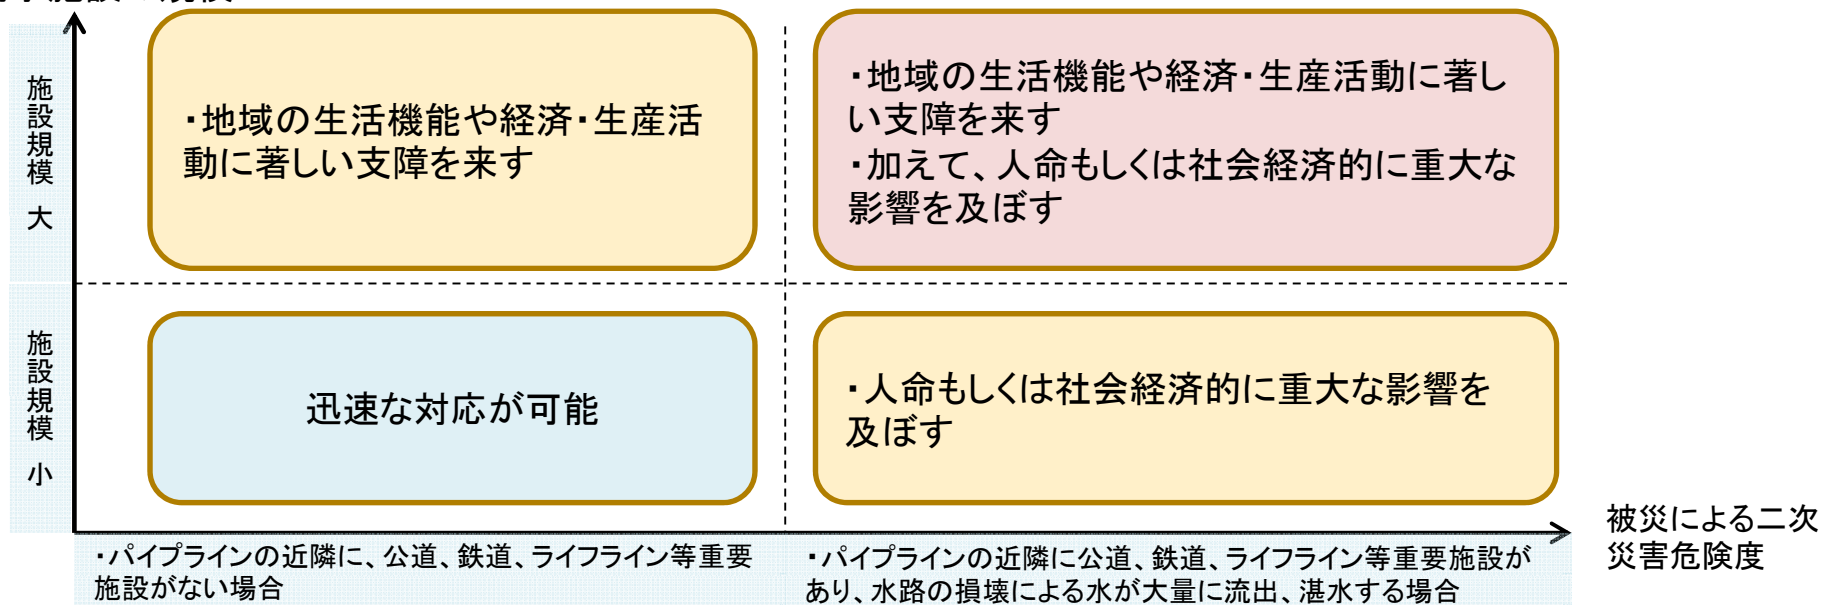 施設規模 大
・地域の生活機能や経済・生産活
動に著しい支障を来す
・地域の生活機能や経済・生産活動に著し
い支障を来す
・加えて、人命もしくは社会経済的に重大な
影響を及ぼす
施設規模 小
迅速な対応が可能
・人命もしくは社会経済的に重大な影響を
及ぼす
・パイプラインの近隣に、公道、鉄道、ライフライン等重要
施設がない場合
・パイプラインの近隣に公道、鉄道、ライフライン等重要施設が
あり、水路の損壊による水が大量に流出、湛水する場合
被災による二次
災害危険度